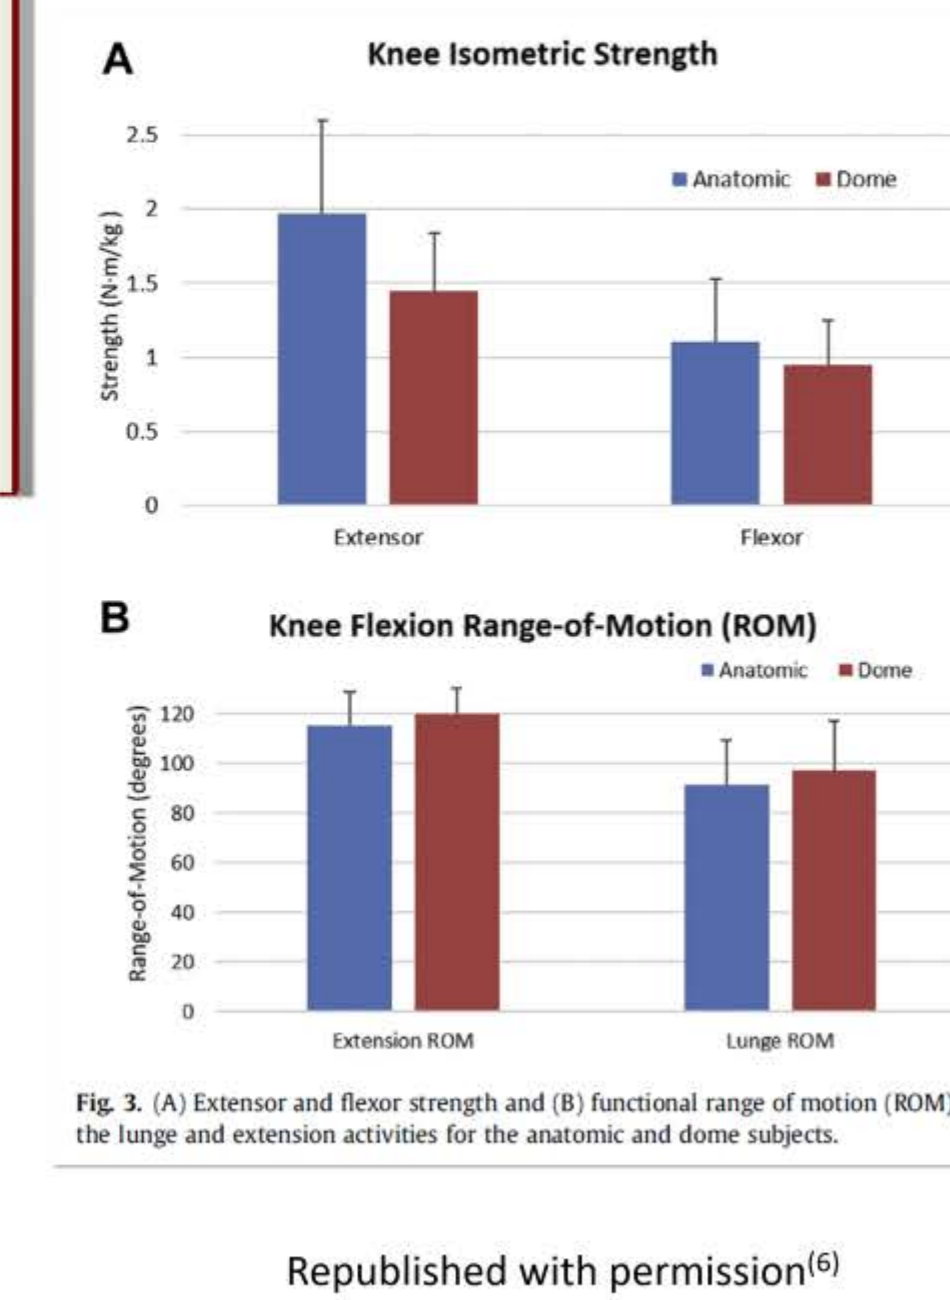 A
Knee Isometric Strength
2.5
Anatomic Dome
2
1.5
1
0.5
0
Strength (N·m/kg )
Extensor Flexor
B
Knee Flexion Range-of-Motion (ROM)
Anatomic Dome
120
100
80
60
40
20
0
Range-of-Motion (degrees)
Extension ROM Lunge ROM
Fig. 3. (A) Extensor and flexor strength and (B) functional range of motion (ROM)
the lunge and extension activities for the anatomic and dome subjects.
Republished with permission(6)